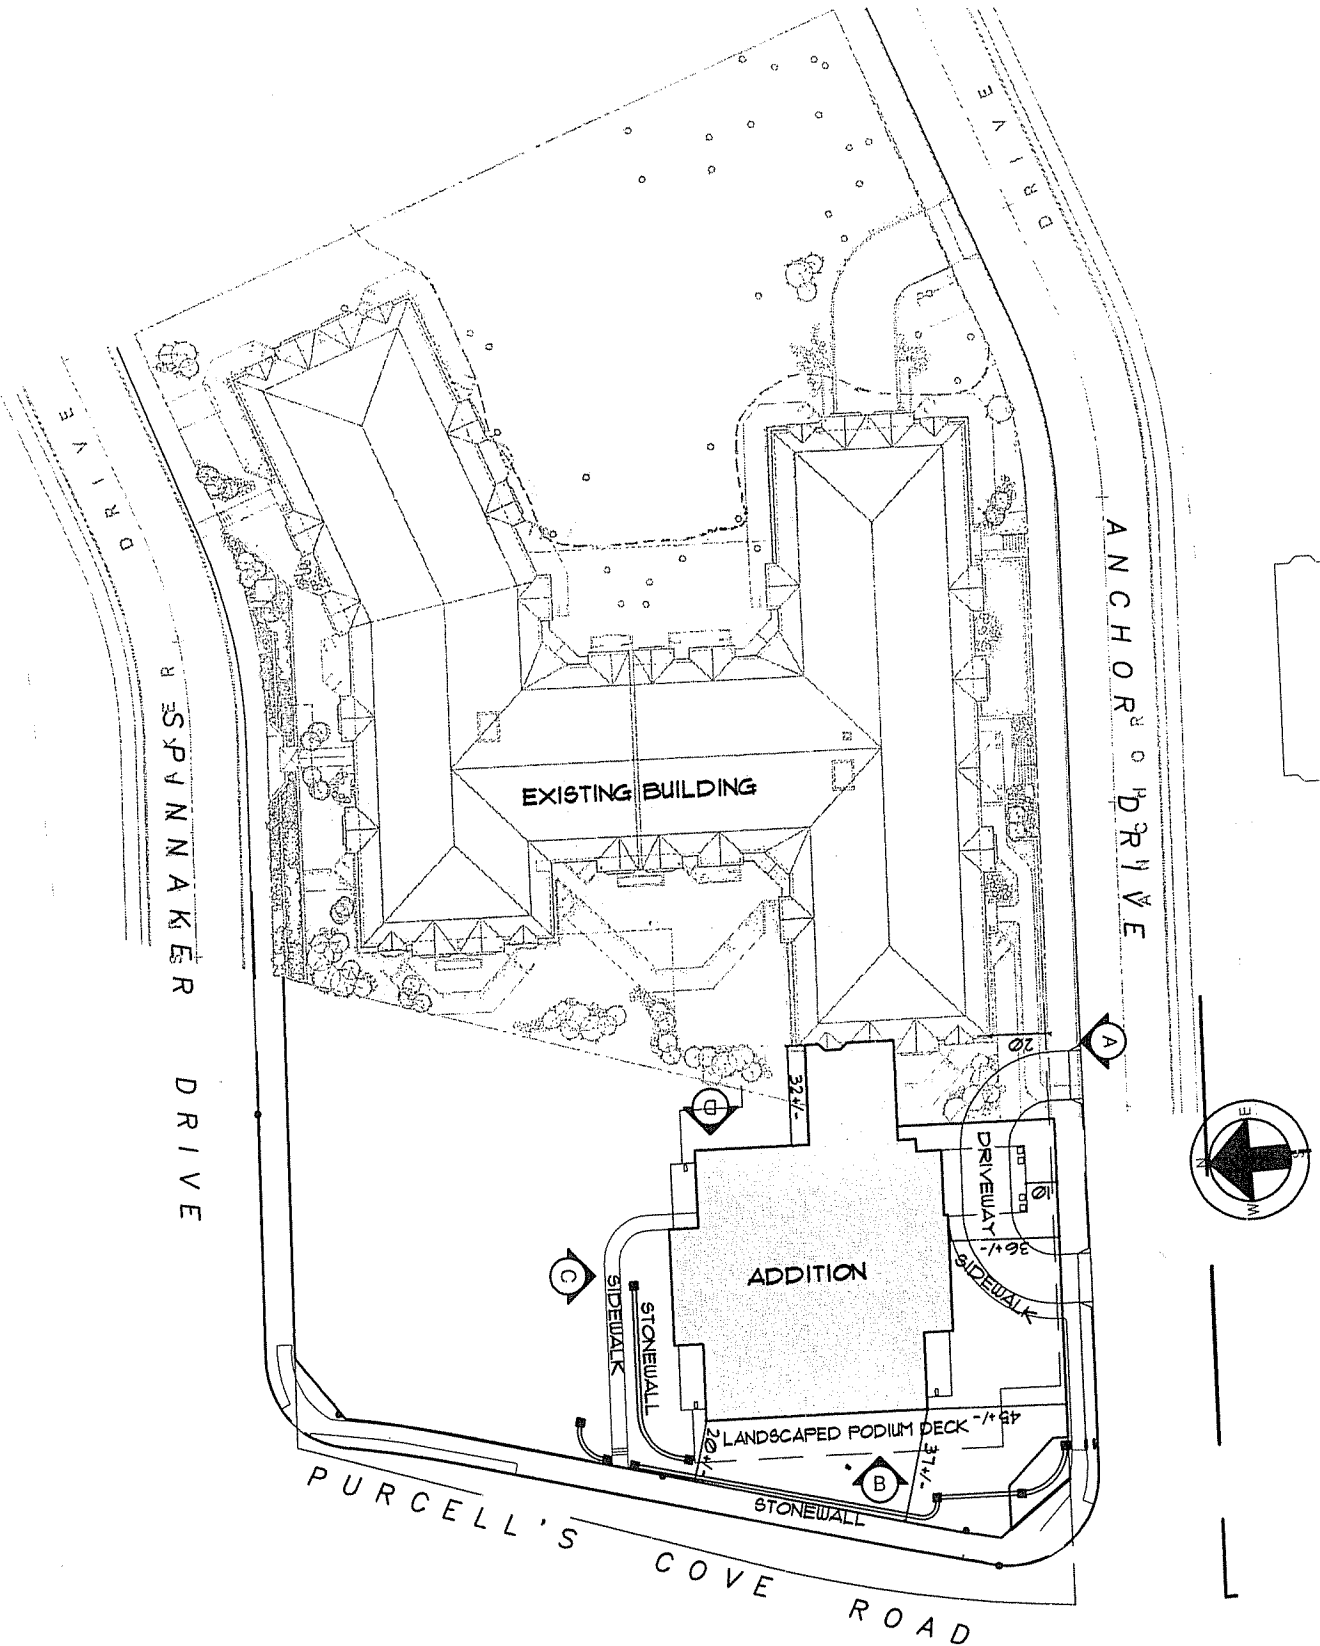 DRIVE
DRIVE
ANCHOR DRIVE
SPANNAKER DRIVE
EXISTING BUILDING
20
A
32+/-
D
DRIVEWAY
10
E
S
N
W
36+/-
SIDEWALK
ADDITION
C
SIDEWALK
STONEWALL
45+/-
LANDSCAPED PODIUM DECK
20+/-
37+/-
B
STONEWALL
PURCELL'S COVE ROAD